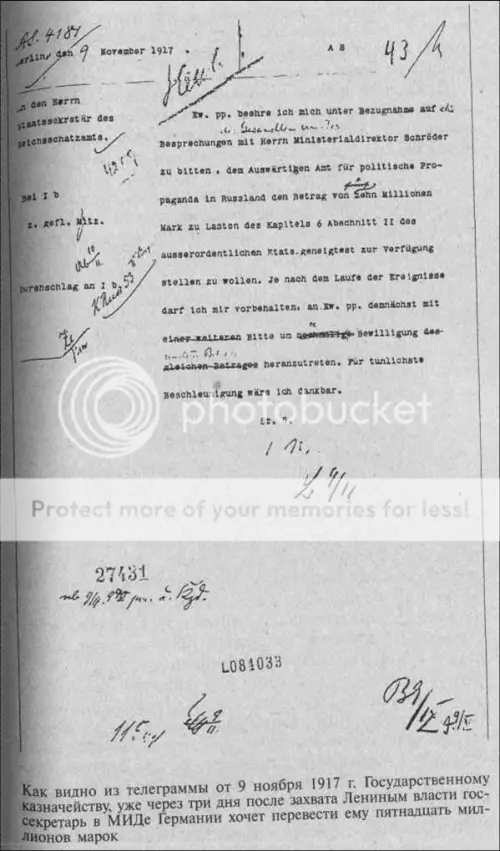 A.S. 4181
Berlin den 9 November 1917 .
A S
43
An den Herrn
Staatssekretär des
Reichsschatzamts.
Bei I b
z. gefl. Mitz.
Durchschlag an I b
Ew. pp. beehre ich mich unter Bezugnahme auf die
Besprechungen mit Herrn Ministerialdirektor Schröder
zu bitten , dem Auswärtigen Amt für politische Pro-
paganda in Russland den Betrag von zehn Millionen
Mark zu Lasten des Kapitels 6 Abschnitt II des
ausserordentlichen Etats.geneigtest zur Verfügung
stellen zu wollen. Je nach dem Laufe der Ereignisse
darf ich mir vorbehalten, an Ew. pp. demnächst mit
einer weiteren Bitte um nochmalige Bewilligung des
gleichen Betrages heranzutreten. Für tunlichste
Beschleunigung wäre ich dankbar.
St. S.
photobucket
Protect more of your memories for less!
27431
L084033
Как видно из телеграммы от 9 ноября 1917 г. Государственному
казначейству, уже через три дня после захвата Лениным власти гос-
секретарь в МИДе Германии хочет перевести ему пятнадцать мил-
лионов марок